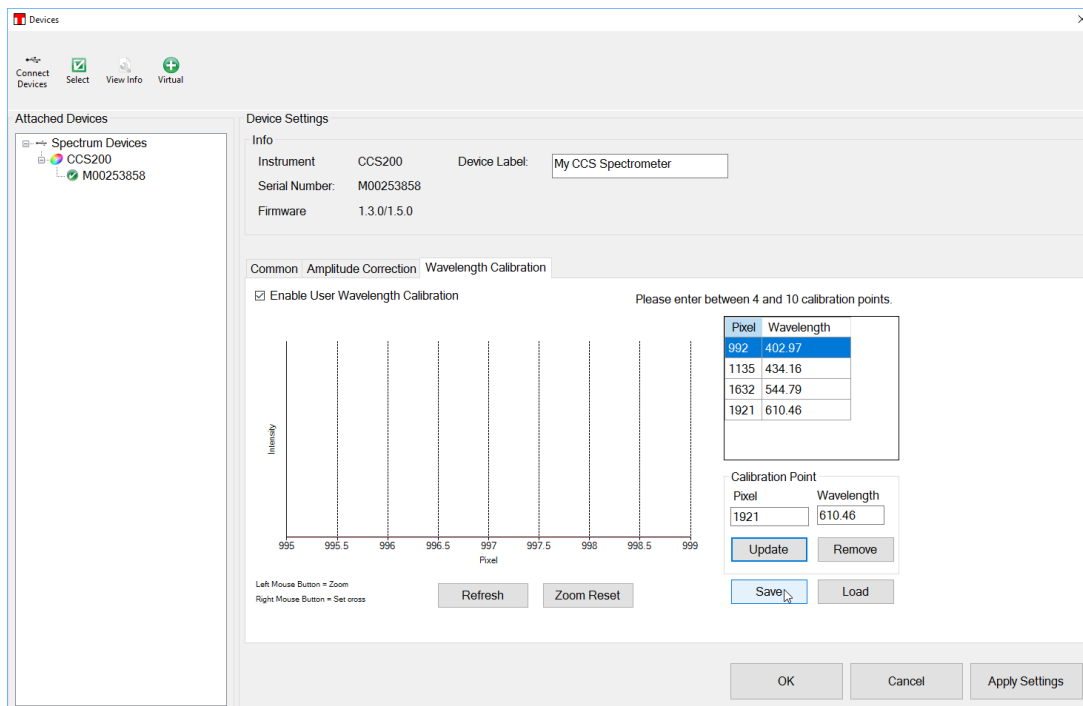 Devices
Connect Devices
Select
View Info
Virtual
Attached Devices
Spectrum Devices
CCS200
M00253858
Device Settings
Info
Instrument CCS200 Device Label: My CCS Spectrometer
Serial Number: M00253858
Firmware 1.3.0/1.5.0
Common Amplitude Correction Wavelength Calibration
Enable User Wavelength Calibration
Please enter between 4 and 10 calibration points.
Intensity
995 995.5 996 996.5 997 997.5 998 998.5 999
Pixel
Left Mouse Button = Zoom
Right Mouse Button = Set cross
Refresh Zoom Reset
Pixel Wavelength
992 402.97
1135 434.16
1632 544.79
1921 610.46
Calibration Point
Pixel Wavelength
1921 610.46
Update Remove
Save Load
OK Cancel Apply Settings